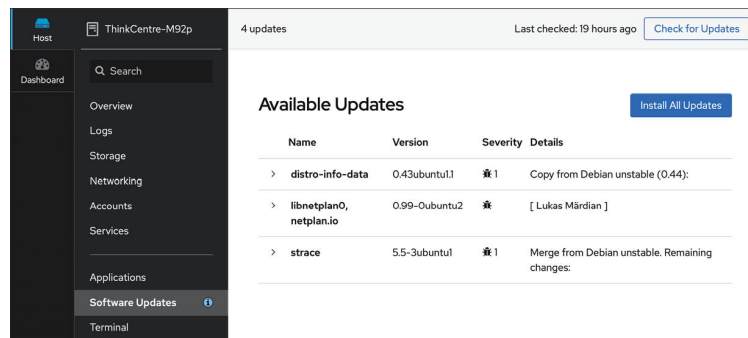 Host
ThinkCentre-M92p
4 updates
Last checked: 19 hours ago
Check for Updates
Dashboard
Search
Overview
Logs
Storage
Networking
Accounts
Services
Applications
Software Updates
Terminal
Available Updates
Install All Updates
Name Version Severity Details
distro-info-data 0.43ubuntu1.1 1 Copy from Debian unstable (0.44):
libnetplan0, 0.99-0ubuntu2 [ Lukas Märdian ]
netplan.io
strace 5.5-3ubuntu1 1 Merge from Debian unstable. Remaining
changes: